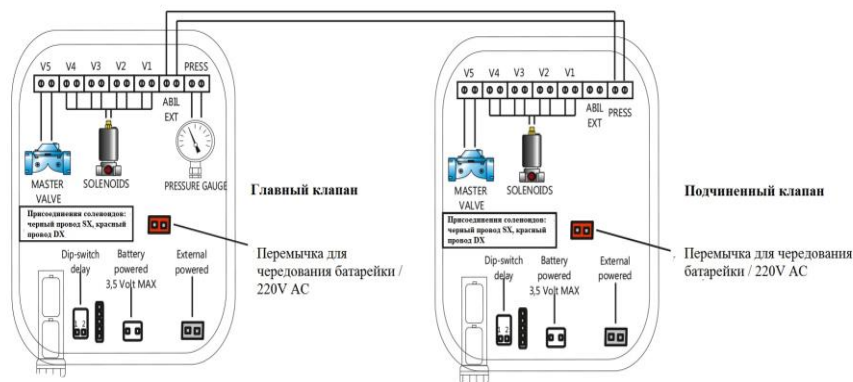 V5 V4 V3 V2 V1 PRESS
ABIL
EXT
MASTER
VALVE
SOLENOIDS
PRESSURE GAUGE
Присоединения соленоидов:
черный провод SX, красный
провод DX
Dip-switch
delay
Battery
powered
3,5 Volt MAX
External
powered
1 2
Главный клапан
Перемычка для
чередования батарейки /
220V AC
V5 V4 V3 V2 V1
ABIL
EXT
PRESS
MASTER
VALVE
SOLENOIDS
Присоединения соленоидов:
черный провод SX, красный
провод DX
Dip-switch
delay
Battery
powered
3,5 Volt MAX
External
powered
1 2
Подчиненный клапан
Перемычка для чередования
батарейки / 220V AC